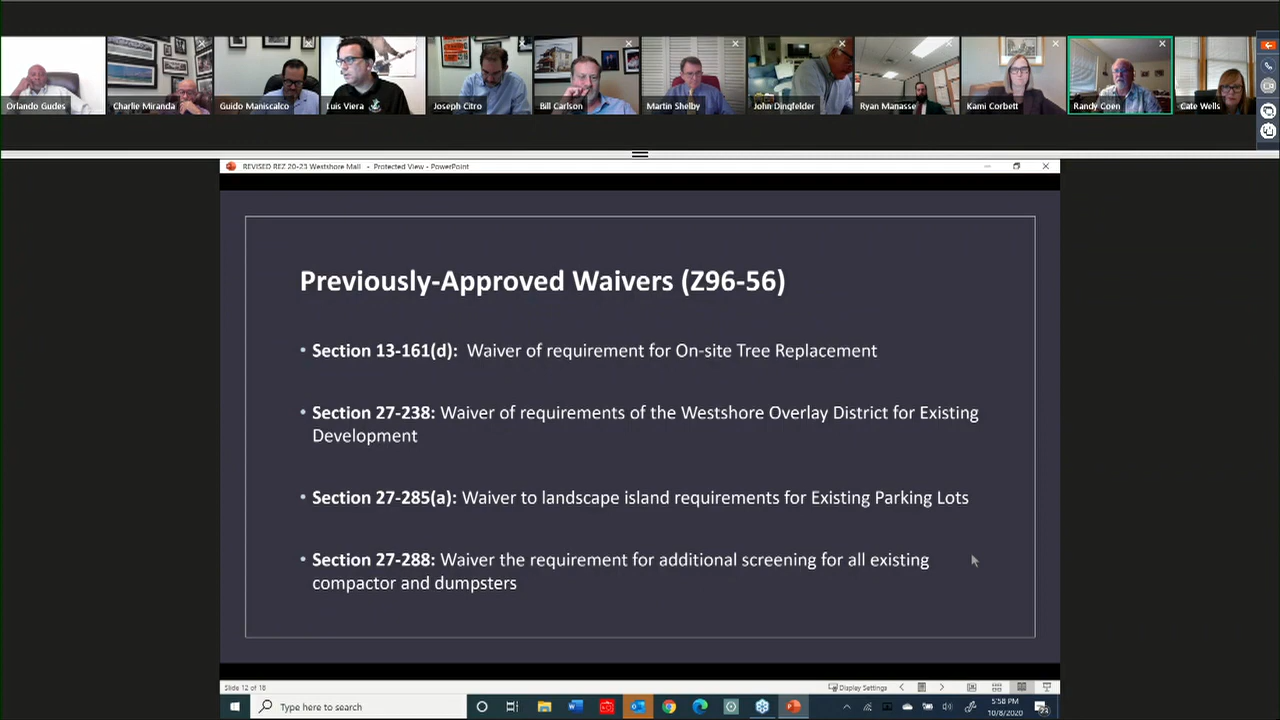 Orlando Gudes
Charlie Miranda
Guido Maniscalco
Luis Viera
Joseph Citro
Bill Carlson
Martin Shelby
John Dingfelder
Ryan Manasse
Kami Corbett
Randy Coen
Cate Wells
REVISED REZ 20-23 Westshore Mall - Protected View - PowerPoint
Previously-Approved Waivers (Z96-56)
• Section 13-161(d): Waiver of requirement for On-site Tree Replacement
• Section 27-238: Waiver of requirements of the Westshore Overlay District for Existing
Development
• Section 27-285(a): Waiver to landscape island requirements for Existing Parking Lots
• Section 27-288: Waiver the requirement for additional screening for all existing
compactor and dumpsters
Slide 12 of 18
Display Settings
Type here to search
5:58 PM
10/8/2020